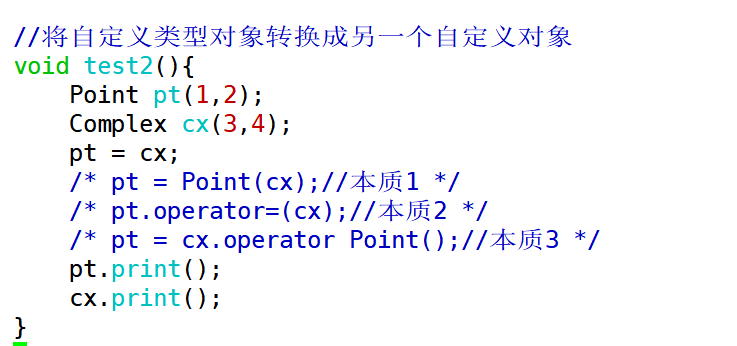 //将自定义类型对象转换成另一个自定义对象
void test2(){
    Point pt(1,2);
    Complex cx(3,4);
    pt = cx;
    /* pt = Point(cx);//本质1 */
    /* pt.operator=(cx);//本质2 */
    /* pt = cx.operator Point();//本质3 */
    pt.print();
    cx.print();
}